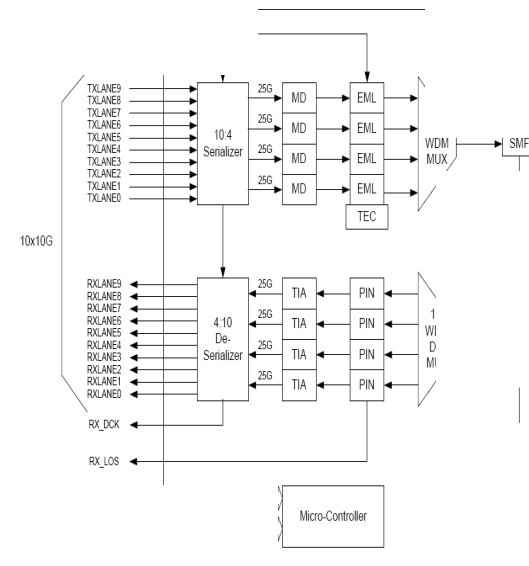 TXLANE9
TXLANE8
TXLANE7
TXLANE6
TXLANE5
TXLANE4
TXLANE3
TXLANE2
TXLANE1
TXLANE0
10:4
Serializer
25G
25G
25G
25G
MD
MD
MD
MD
EML
EML
EML
EML
TEC
WDM
MUX
SMF
10x10G
RXLANE9
RXLANE8
RXLANE7
RXLANE6
RXLANE5
RXLANE4
RXLANE3
RXLANE2
RXLANE1
RXLANE0
4:10
De-
Serializer
25G
25G
25G
25G
TIA
TIA
TIA
TIA
PIN
PIN
PIN
PIN
1
D
RX_DCK
RX_LOS
Micro-Controller